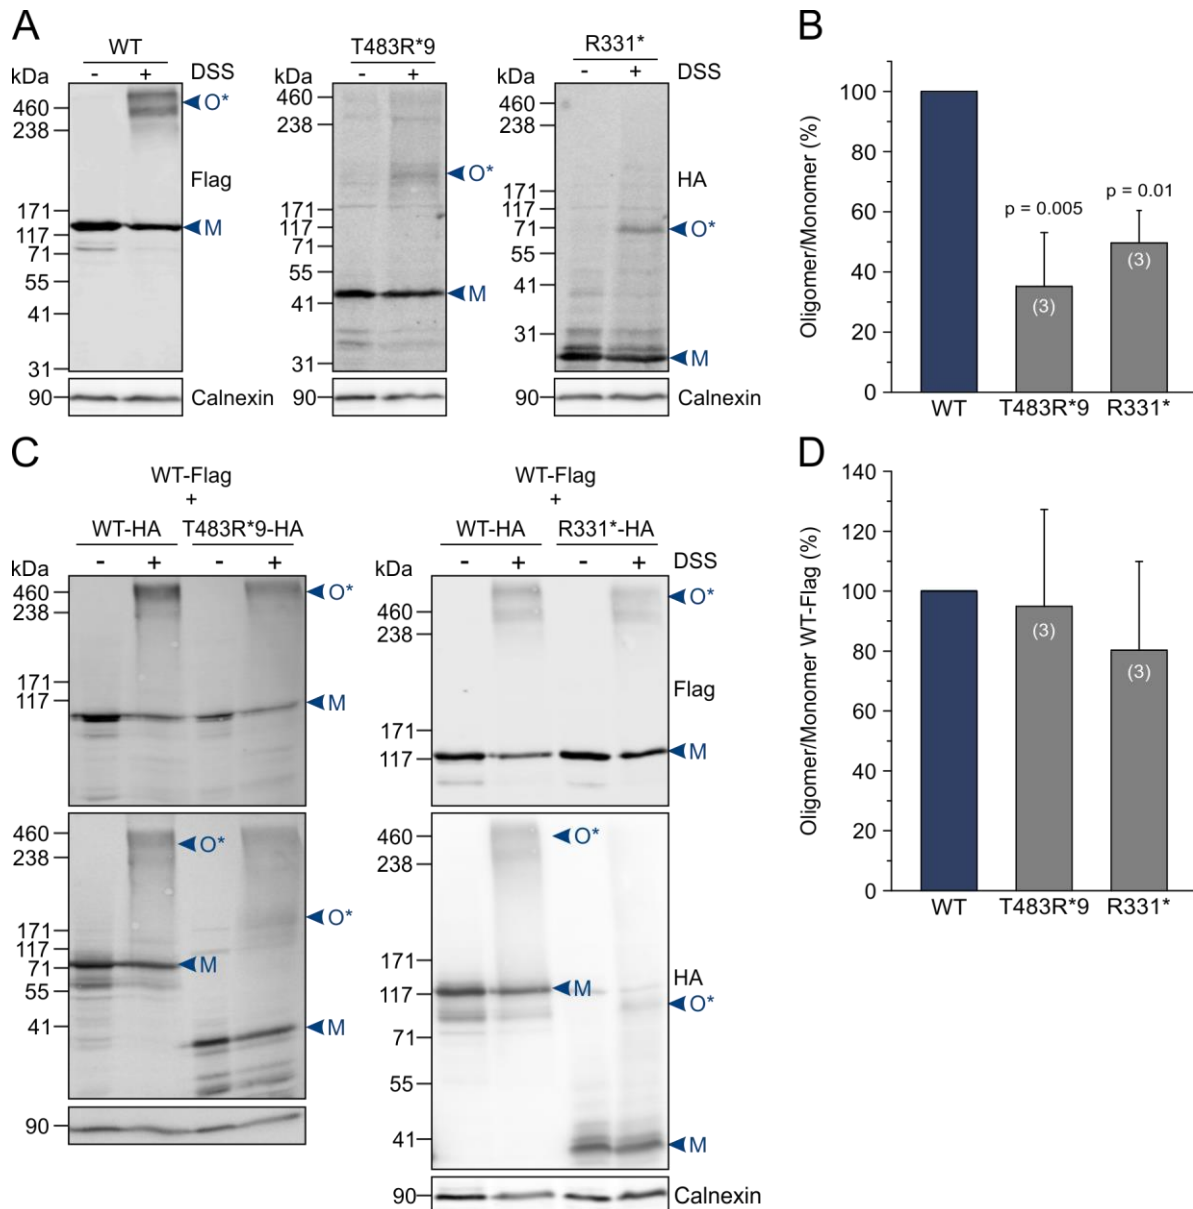 A
WT
kDa - + DSS
460
238
171
117
71
55
41
31
O*
Flag
M
90 Calnexin
T483R*9
kDa - + DSS
460
238
171
117
71
55
41
31
O*
M
R331*
kDa - + DSS
460
238
171
117
71
41
31
HA
O*
M
90 Calnexin
B
Oligomer/Monomer (%)
100
80
60
40
20
0
p = 0.005
p = 0.01
(3)
(3)
WT T483R*9 R331*
C
WT-Flag
+
WT-HA T483R*9-HA
kDa - + - +
460
238
171
117
O*
M
460
238
171
117
71
55
41
O*
O*
M
M
90
WT-Flag
+
WT-HA R331*-HA
kDa - + - + DSS
460
238
171
117
O*
Flag
M
460
238
171
117
71
55
41
O*
HA
M
O*
M
90 Calnexin
D
Oligomer/Monomer WT-Flag (%)
140
120
100
80
60
40
20
0
(3)
(3)
WT T483R*9 R331*